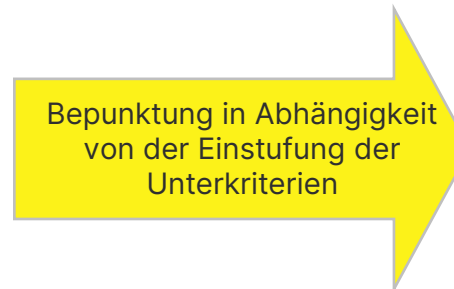 Bepunktung in Abhängigkeit
von der Einstufung der
Unterkriterien